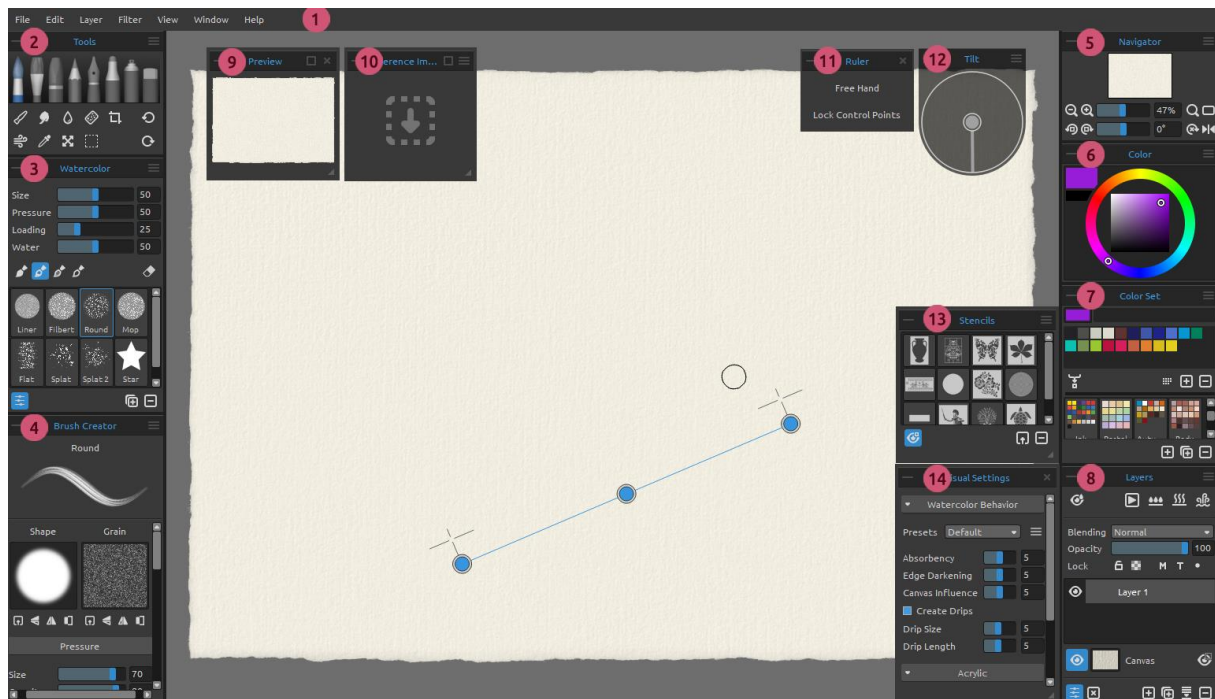 File Edit Layer Filter View Window Help 1
2 Tools
3 Watercolor
Size 50
Pressure 50
Loading 25
Water 50
Liner Filbert Round Mop
Flat Splat Splat 2 Star
4 Brush Creator
Round
Shape Grain
Pressure
Size 70
9 Preview
10 erence Im...
11 Ruler
Free Hand
Lock Control Points
12 Tilt
13 Stencils
14 sual Settings
Watercolor Behavior
Presets Default
Absorbency 5
Edge Darkening 5
Canvas Influence 5
Create Drips
Drip Size 5
Drip Length 5
Acrylic
5 Navigator
47%
0°
6 Color
7 Color Set
8 Layers
Blending Normal
Opacity 100
Lock M T
Layer 1
Canvas